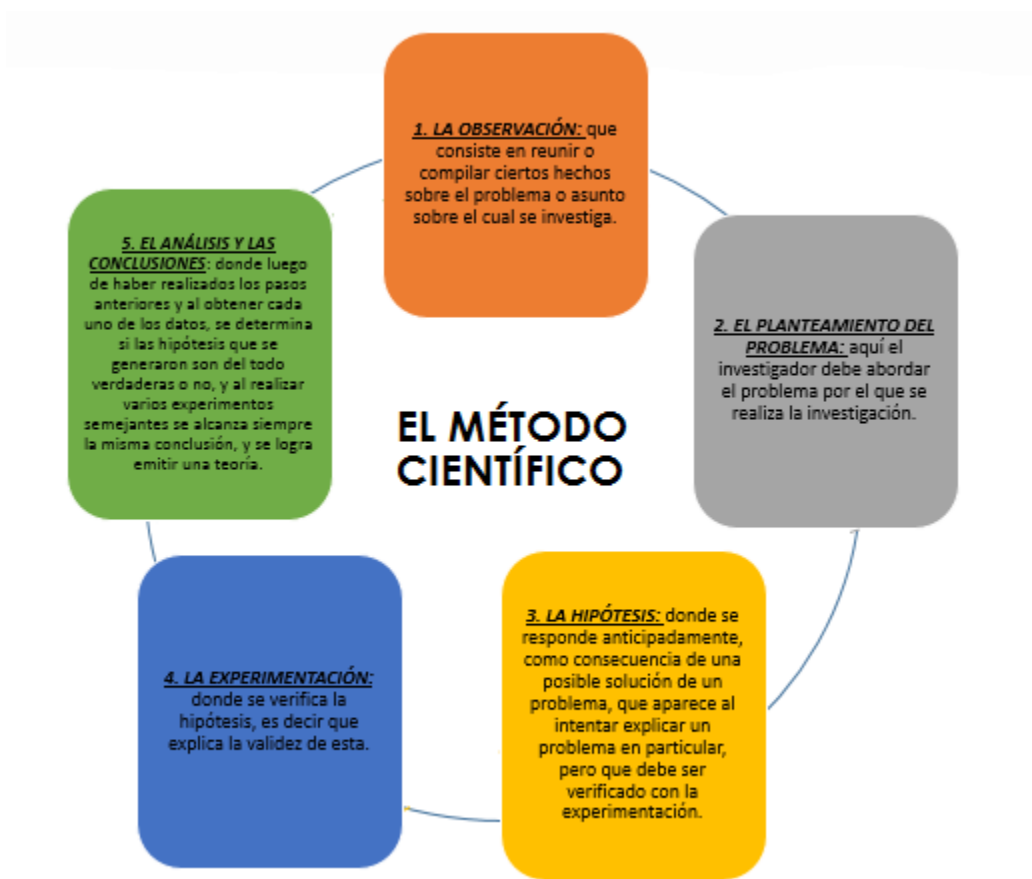 1. LA OBSERVACIÓN: que
consiste en reunir o
compilar ciertos hechos
sobre el problema o asunto
sobre el cual se investiga.
2. EL PLANTEAMIENTO DEL
PROBLEMA: aquí el
investigador debe abordar
el problema por el que se
realiza la investigación.
3. LA HIPÓTESIS: donde se
responde anticipadamente,
como consecuencia de una
posible solución de un
problema, que aparece al
intentar explicar un
problema en particular,
pero que debe ser
verificado con la
experimentación.
4. LA EXPERIMENTACIÓN:
donde se verifica la
hipótesis, es decir que
explica la validez de esta.
5. EL ANÁLISIS Y LAS
CONCLUSIONES: donde luego
de haber realizados los pasos
anteriores y al obtener cada
uno de los datos, se determina
si las hipótesis que se
generaron son del todo
verdaderas o no, y al realizar
varios experimentos
semejantes se alcanza siempre
la misma conclusión, y se logra
emitir una teoría.
EL MÉTODO
CIENTÍFICO